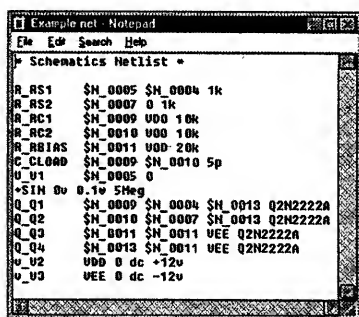 Example.net - Notepad
File Edit Search Help
* Schematics Netlist *
R_RS1 $N_0005 $N_0004 1k
R_RS2 $N_0007 0 1k
R_RC1 $N_0009 VDD 10k
R_RC2 $N_0010 VDD 10k
R_RBIAS $N_0011 VDD 20k
C_CLOAD $N_0009 $N_0010 5p
V_V1 $N_0005 0
+SIN 0v 0.1v 5Meg
Q_Q1 $N_0009 $N_0004 $N_0013 Q2N2222A
Q_Q2 $N_0010 $N_0007 $N_0013 Q2N2222A
Q_Q3 $N_0011 $N_0011 VEE Q2N2222A
Q_Q4 $N_0013 $N_0011 VEE Q2N2222A
v_V2 VDD 0 dc +12v
v_V3 VEE 0 dc -12v